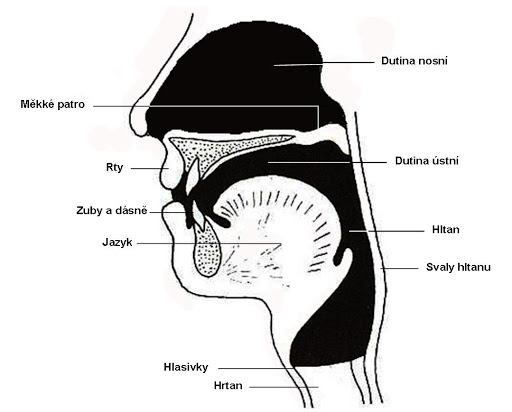 Dutina nosní
Měkké patro
Dutina ústní
Rty
Zuby a dásně
Hltan
Jazyk
Svaly hltanu
Hlasivky
Hrtan